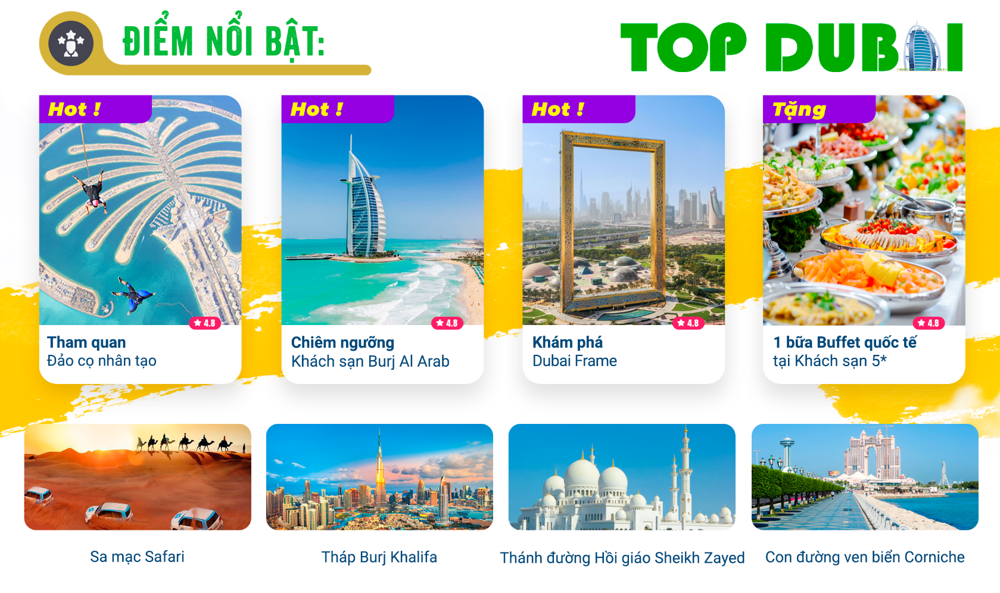 ĐIỂM NỔI BẬT:
TOP DUBAI
Hot !
Hot !
Hot !
Tặng
4.8
4.8
4.8
4.8
Tham quan
Đảo cọ nhân tạo
Chiêm ngưỡng
Khách sạn Burj Al Arab
Khám phá
Dubai Frame
1 bữa Buffet quốc tế
tại Khách sạn 5*
Sa mạc Safari
Tháp Burj Khalifa
Thánh đường Hồi giáo Sheikh Zayed
Con đường ven biển Corniche